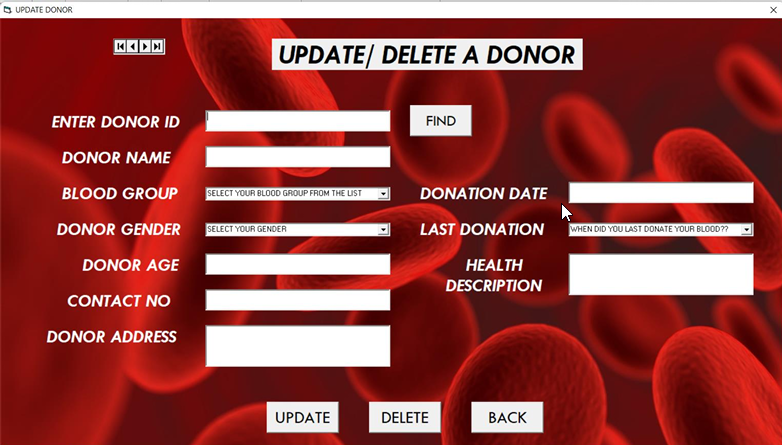 UPDATE DONOR
UPDATE/ DELETE A DONOR
ENTER DONOR ID
FIND
DONOR NAME
BLOOD GROUP
SELECT YOUR BLOOD GROUP FROM THE LIST
DONATION DATE
DONOR GENDER
SELECT YOUR GENDER
LAST DONATION
WHEN DID YOU LAST DONATE YOUR BLOOD??
DONOR AGE
HEALTH
DESCRIPTION
CONTACT NO
DONOR ADDRESS
UPDATE
DELETE
BACK